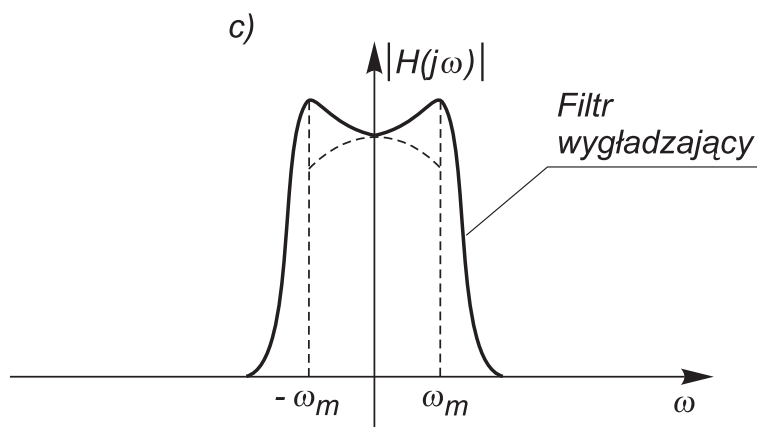 c)
|H(jω)|
Filtr
wygładzający
- ωm
ωm
ω